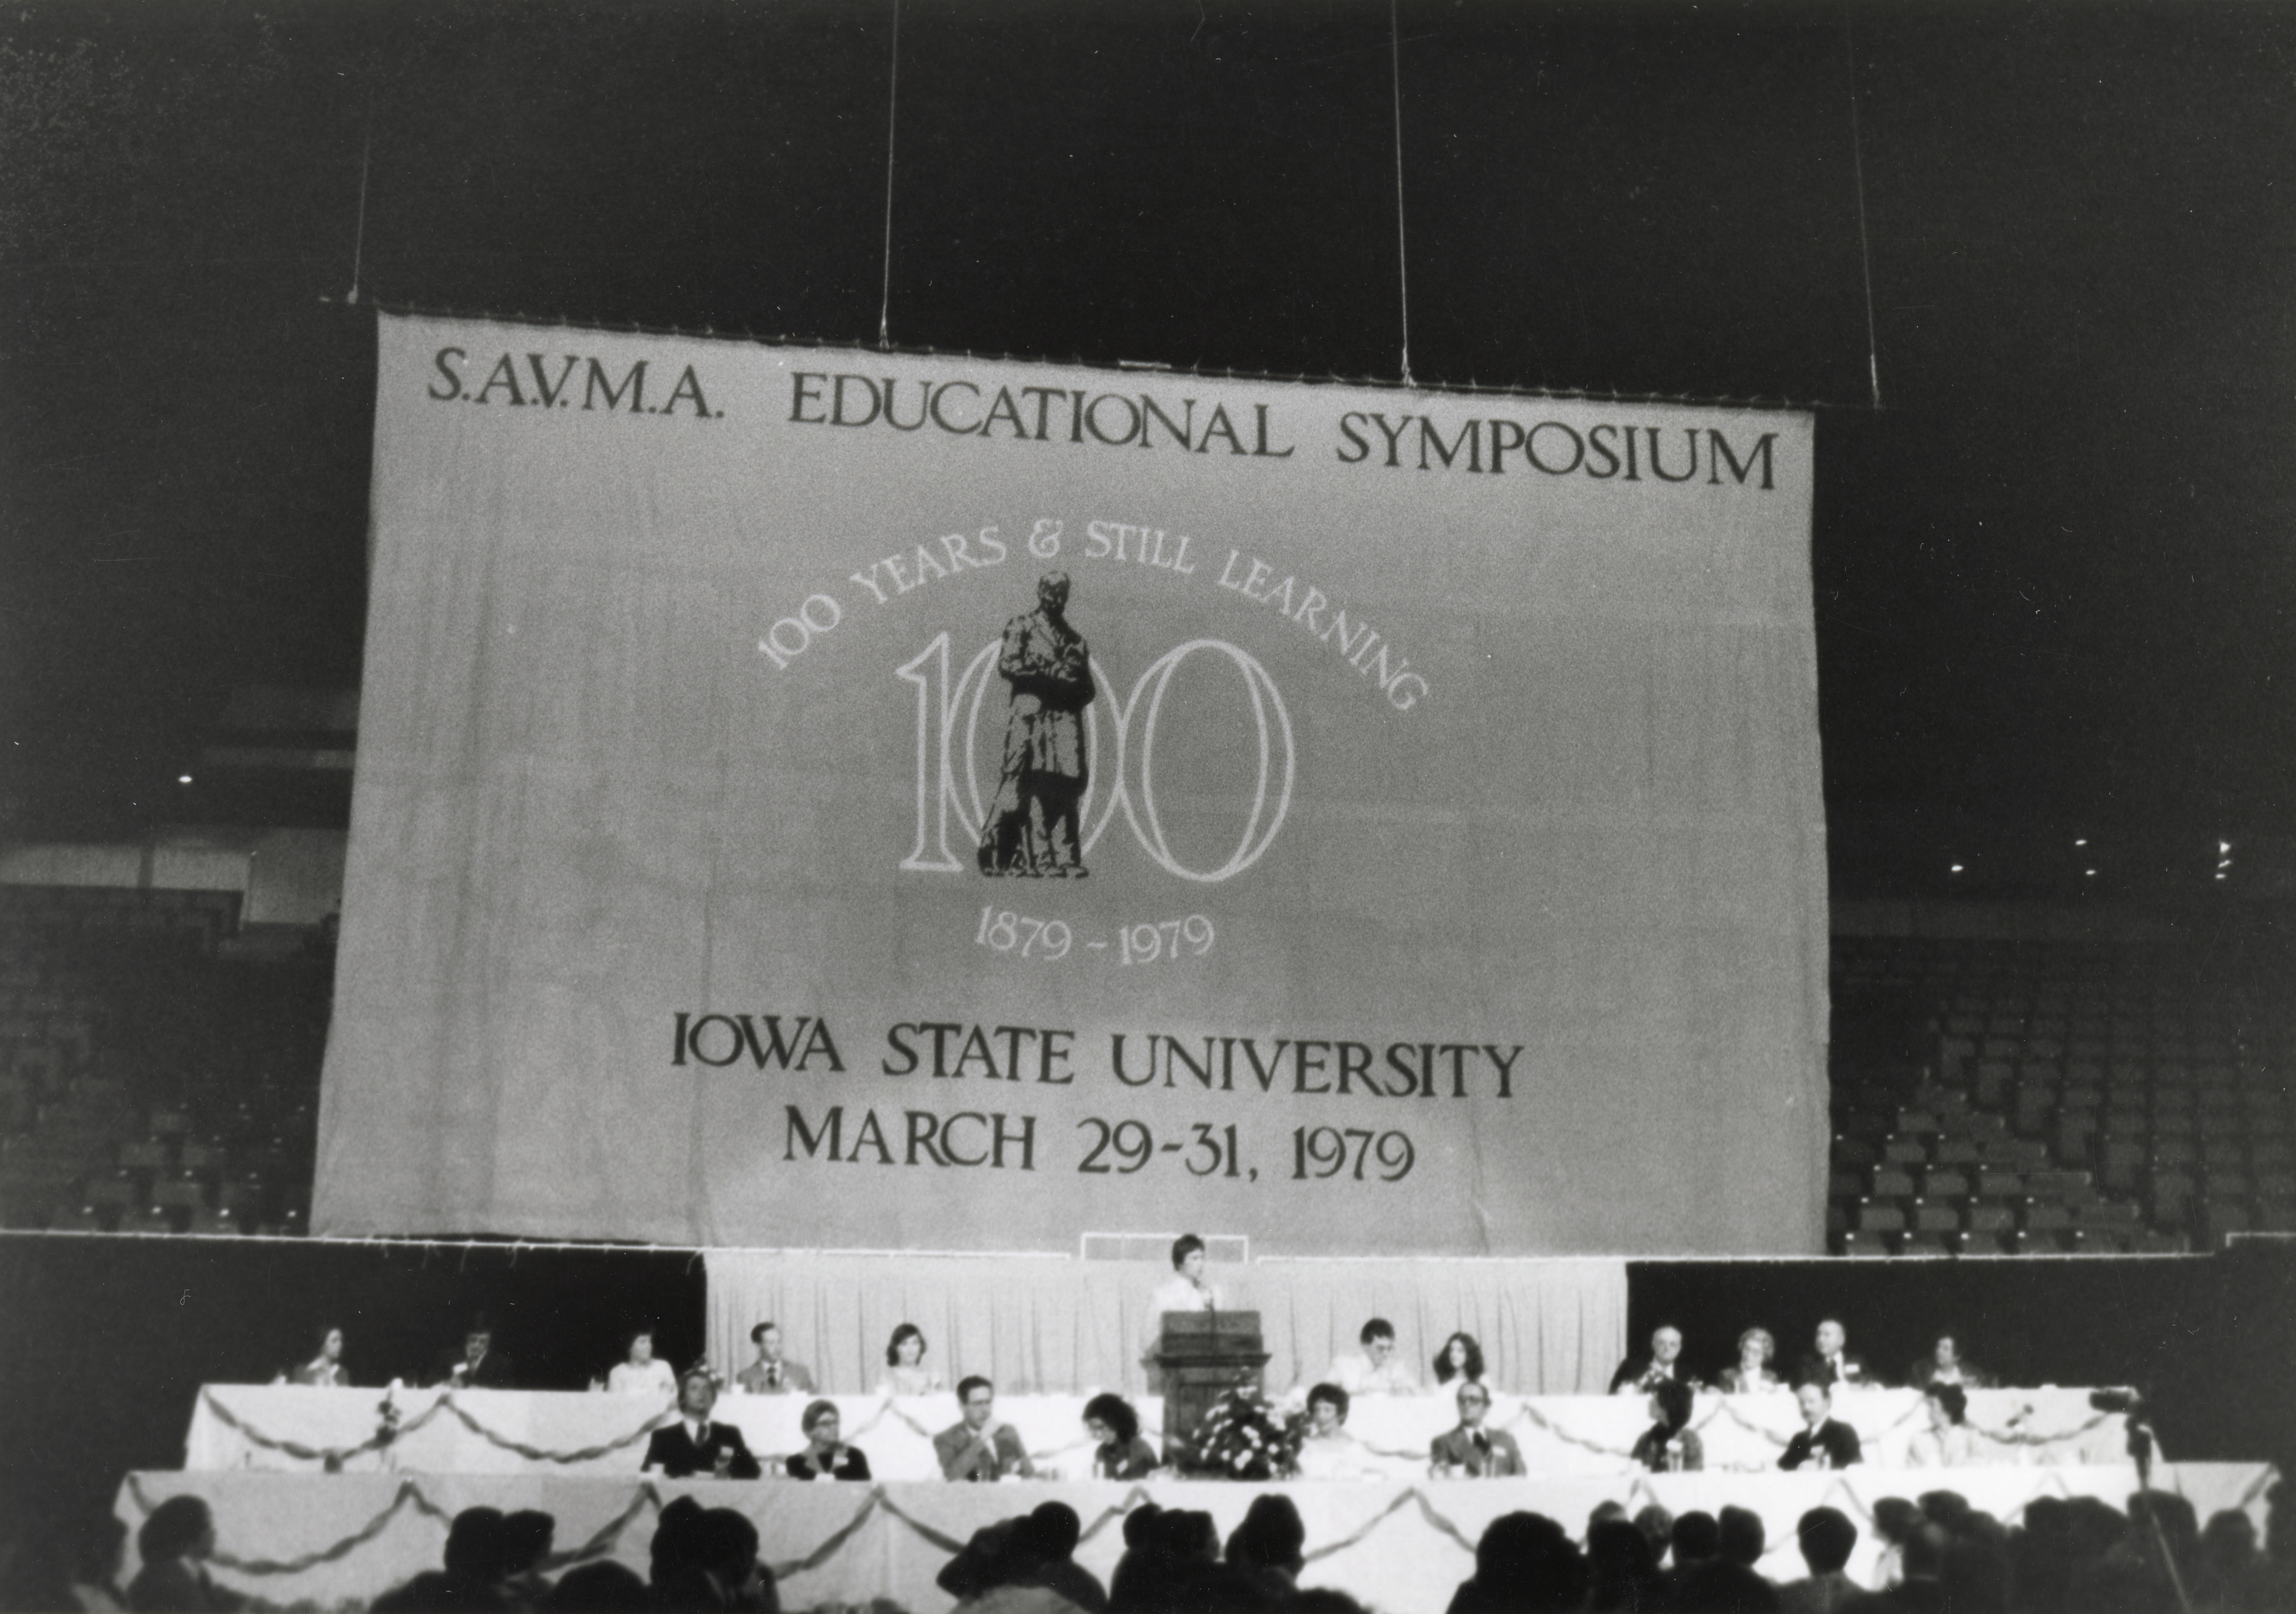 S.A.V.M.A. EDUCATIONAL SYMPOSIUM
100 YEARS & STILL LEARNING
100
1879-1979
IOWA STATE UNIVERSITY
MARCH 29-31, 1979